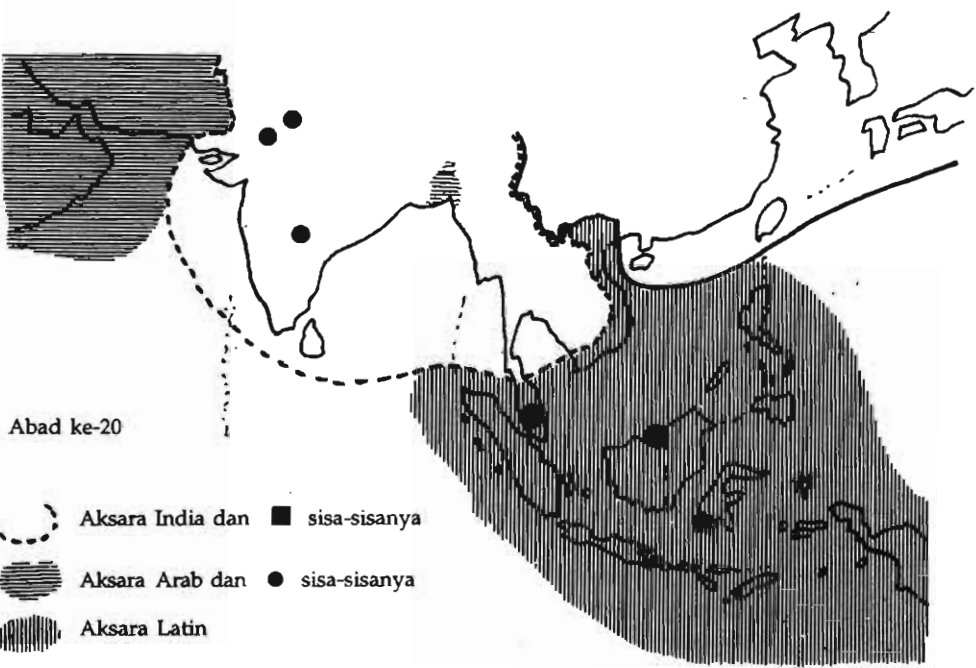 Abad ke-20
Aksara India dan ■ sisa-sisanya
Aksara Arab dan ● sisa-sisanya
Aksara Latin